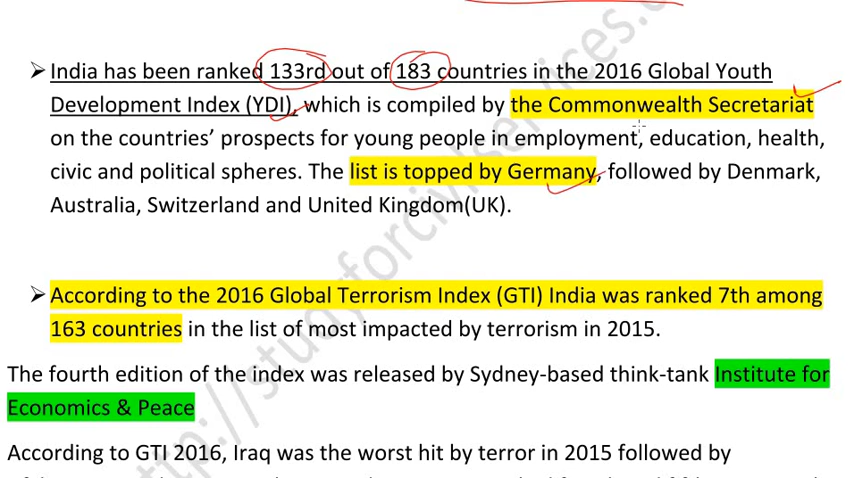 ➤ India has been ranked 133rd out of 183 countries in the 2016 Global Youth
Development Index (YDI), which is compiled by the Commonwealth Secretariat
on the countries’ prospects for young people in employment, education, health,
civic and political spheres. The list is topped by Germany, followed by Denmark,
Australia, Switzerland and United Kingdom(UK).
➤ According to the 2016 Global Terrorism Index (GTI) India was ranked 7th among
163 countries in the list of most impacted by terrorism in 2015.
The fourth edition of the index was released by Sydney-based think-tank Institute for
Economics & Peace
According to GTI 2016, Iraq was the worst hit by terror in 2015 followed by
http://studyforcivilservices.c